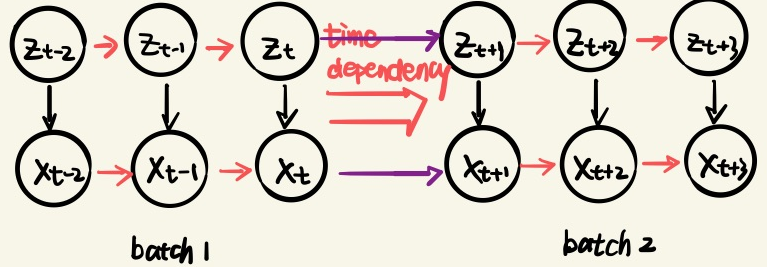 z_{t-2} z_{t-1} z_t time z_{t+1} z_{t+2} z_{t+3}
dependency
x_{t-2} x_{t-1} x_t x_{t+1} x_{t+2} x_{t+3}
batch 1 batch 2